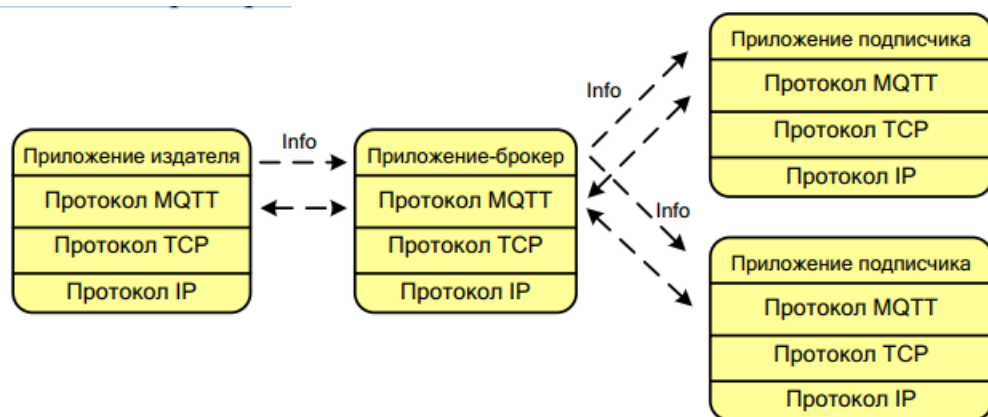 Приложение издателя
Протокол MQTT
Протокол TCP
Протокол IP
Info
Приложение-брокер
Протокол MQTT
Протокол TCP
Протокол IP
Info
Info
Приложение подписчика
Протокол MQTT
Протокол TCP
Протокол IP
Приложение подписчика
Протокол MQTT
Протокол TCP
Протокол IP